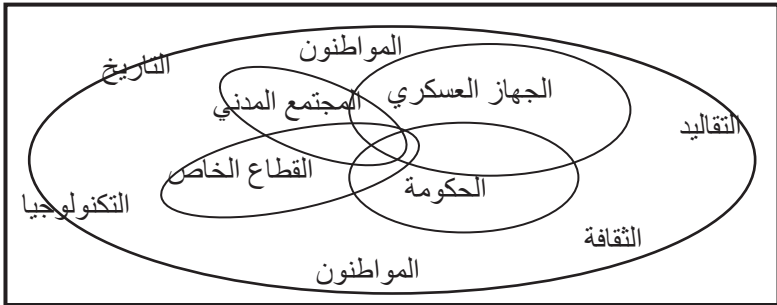 المواطنون
التاريخ
الجهاز العسكري
المجتمع المدني
التقاليد
القطاع الخاص
الحكومة
التكنولوجيا
الثقافة
المواطنون